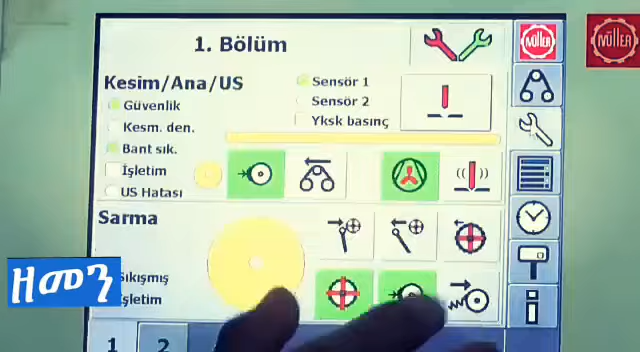 1. Bölüm
MÜLLER
MÜLLER
Kesim/Ana/US
Güvenlik
Kesm. den.
Bant sık.
İşletim
US Hatası
Sensör 1
Sensör 2
Yksk basınç
Sarma
Sıkışmış
İşletim
ዘመን
1
2